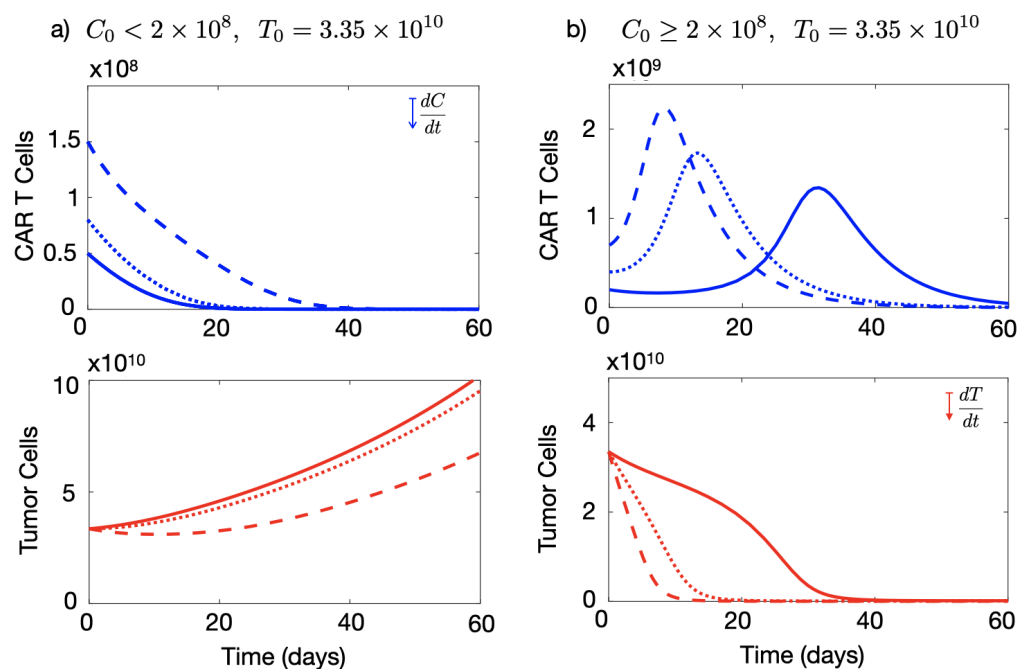 a) C₀ < 2 × 10⁸, T₀ = 3.35 × 10¹⁰
x10⁸
dC
dt
1.5
1
0.5
0
CAR T Cells
0 20 40 60
x10¹⁰
10
5
0
Tumor Cells
0 20 40 60
Time (days)
b) C₀ ≥ 2 × 10⁸, T₀ = 3.35 × 10¹⁰
x10⁹
2
1
0
CAR T Cells
0 20 40 60
x10¹⁰
dT
dt
4
2
0
Tumor Cells
0 20 40 60
Time (days)